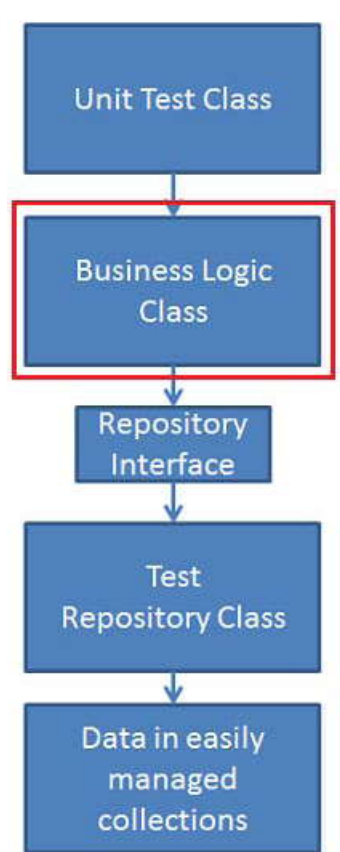 Unit Test Class
Business Logic
Class
Repository
Interface
Test
Repository Class
Data in easily
managed
collections